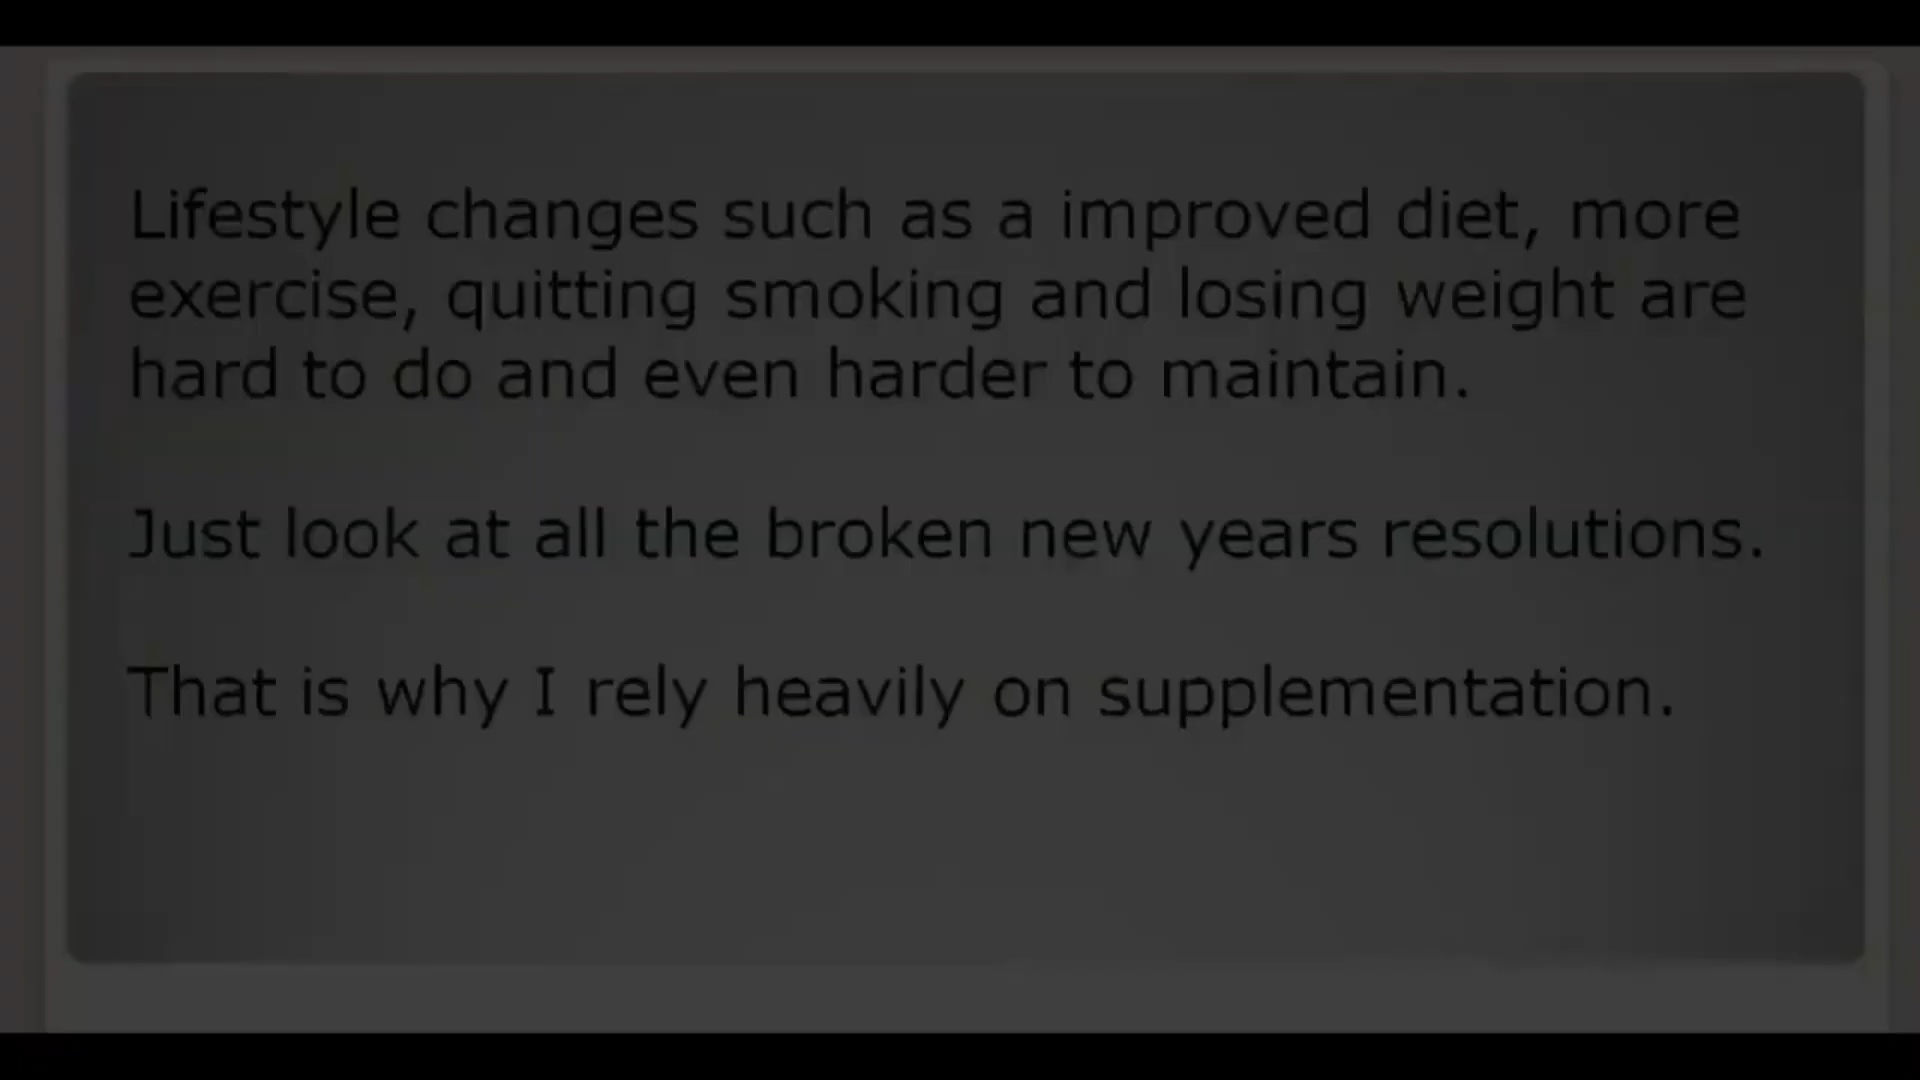 Lifestyle changes such as a improved diet, more
exercise, quitting smoking and losing weight are
hard to do and even harder to maintain.
Just look at all the broken new years resolutions.
That is why I rely heavily on supplementation.